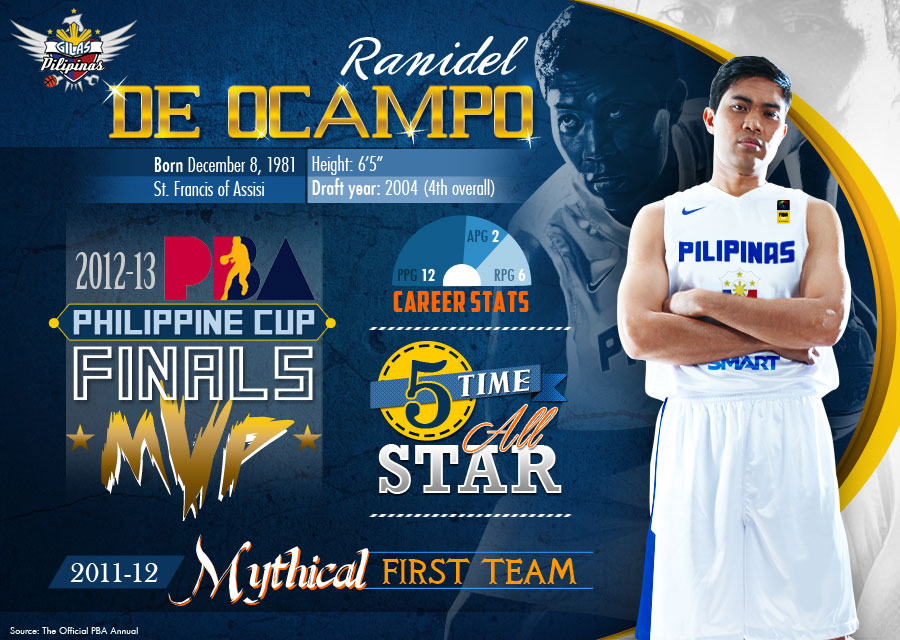 GILAS
Pilipinas
Ranidel
DE OCAMPO
Born December 8, 1981
St. Francis of Assisi
Height: 6'5”
Draft year: 2004 (4th overall)
2012-13 PBA
PHILIPPINE CUP
FINALS
MVP
APG 2
PPG 12
RPG 6
CAREER STATS
5 TIME
All
STAR
2011-12 Mythical FIRST TEAM
PILIPINAS
SMART
Source: The Official PBA Annual